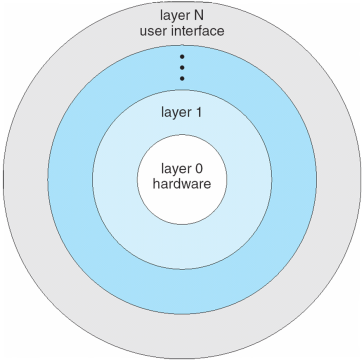 layer N
user interface
layer 1
layer 0
hardware